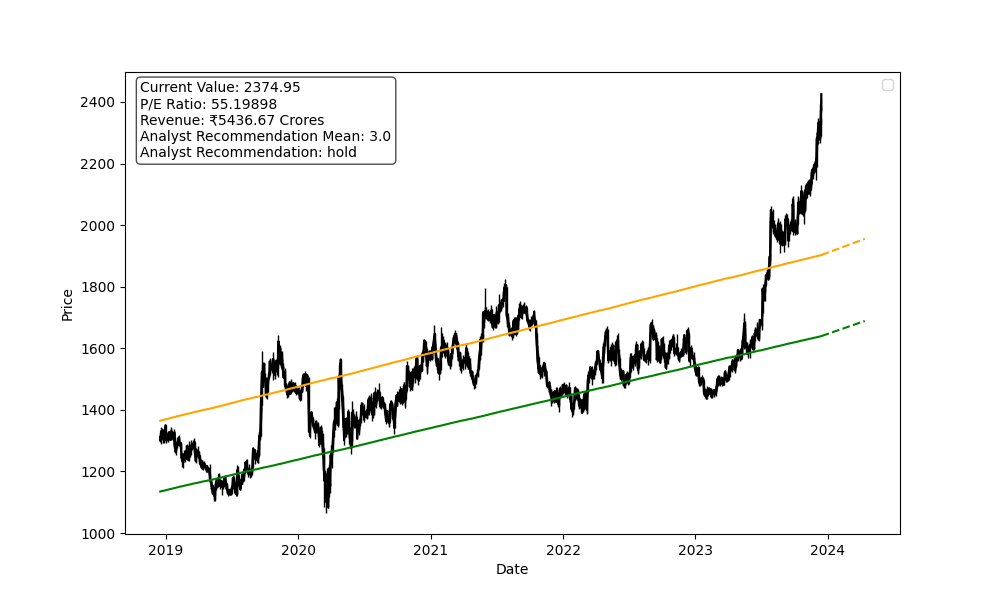 Current Value: 2374.95
P/E Ratio: 55.19898
Revenue: ₹5436.67 Crores
Analyst Recommendation Mean: 3.0
Analyst Recommendation: hold
2400
2200
2000
1800
1600
1400
1200
1000
Price
2019 2020 2021 2022 2023 2024
Date